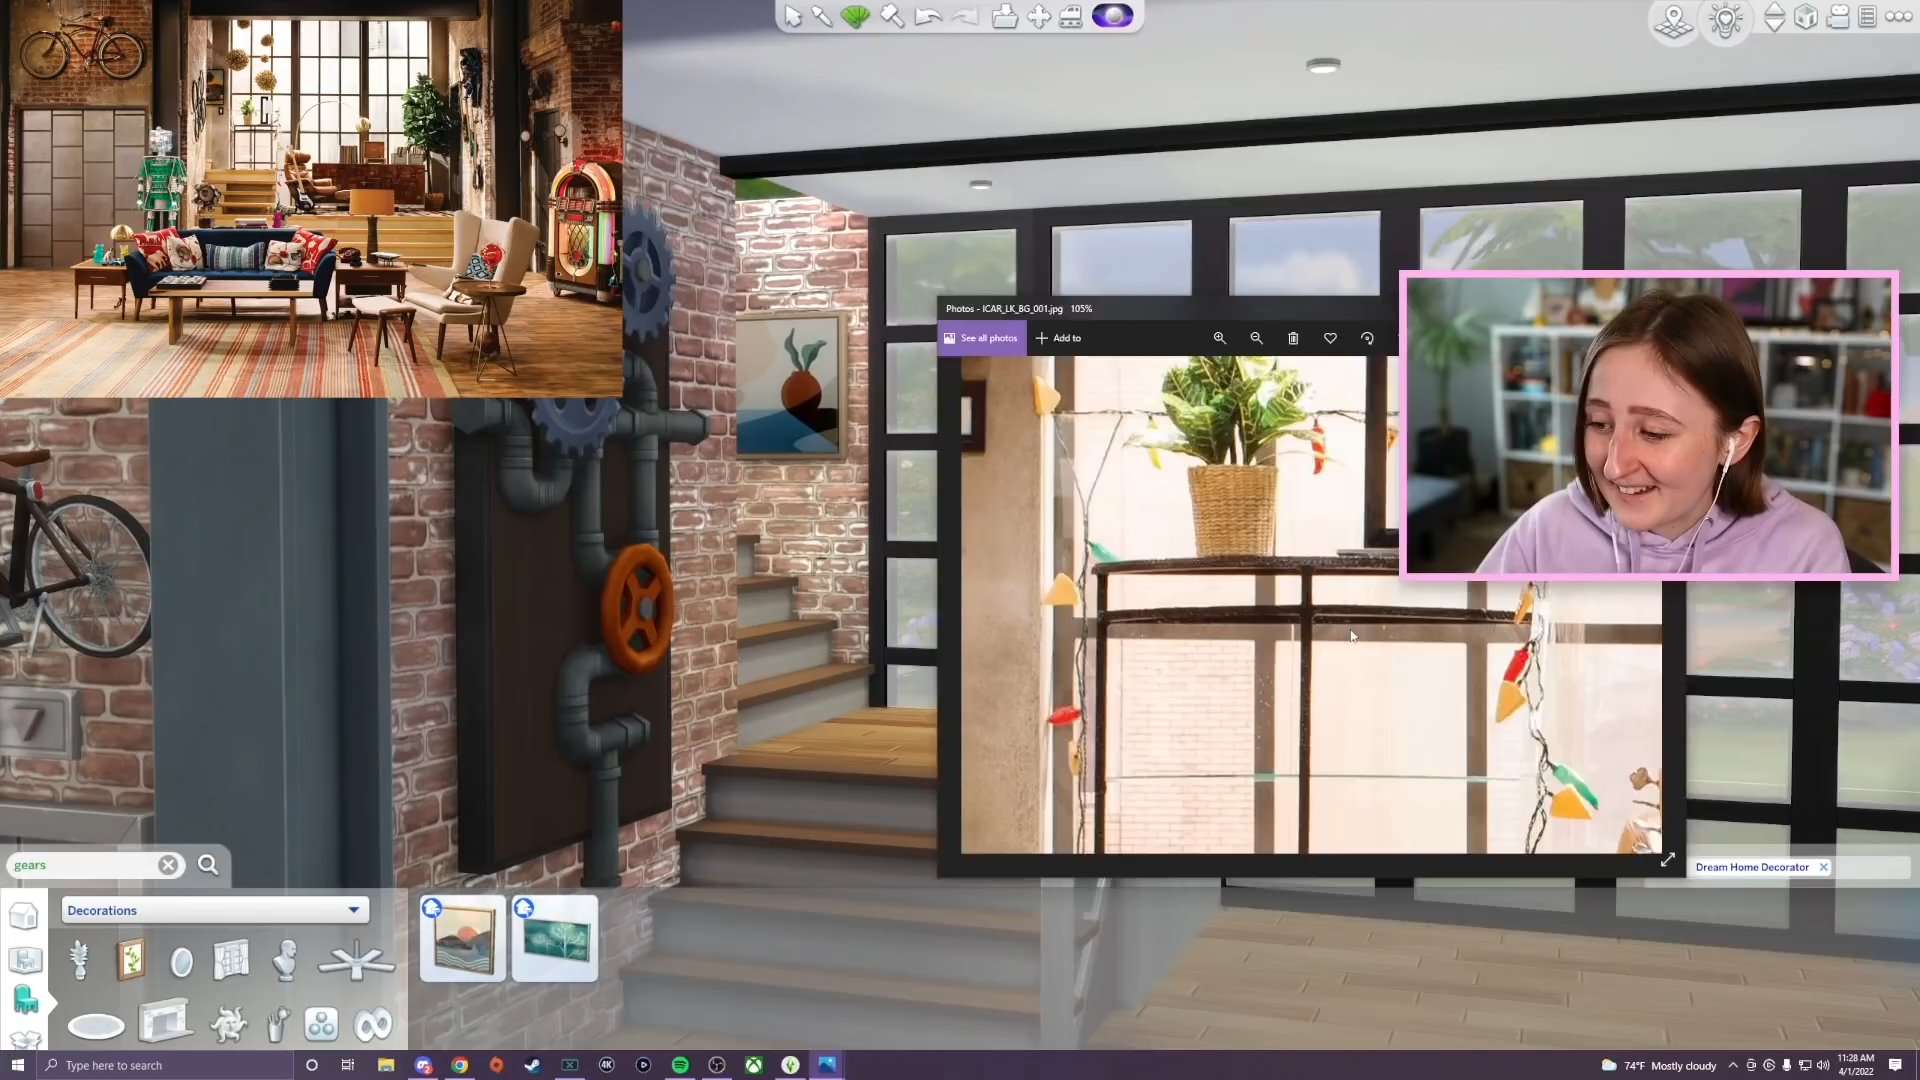 Photos - ICAR_LK_BG_001.jpg 105%
See all photos
Add to
gears
Dream Home Decorator
Decorations
Type here to search
4K
74°F Mostly cloudy
11:28 AM
4/1/2022